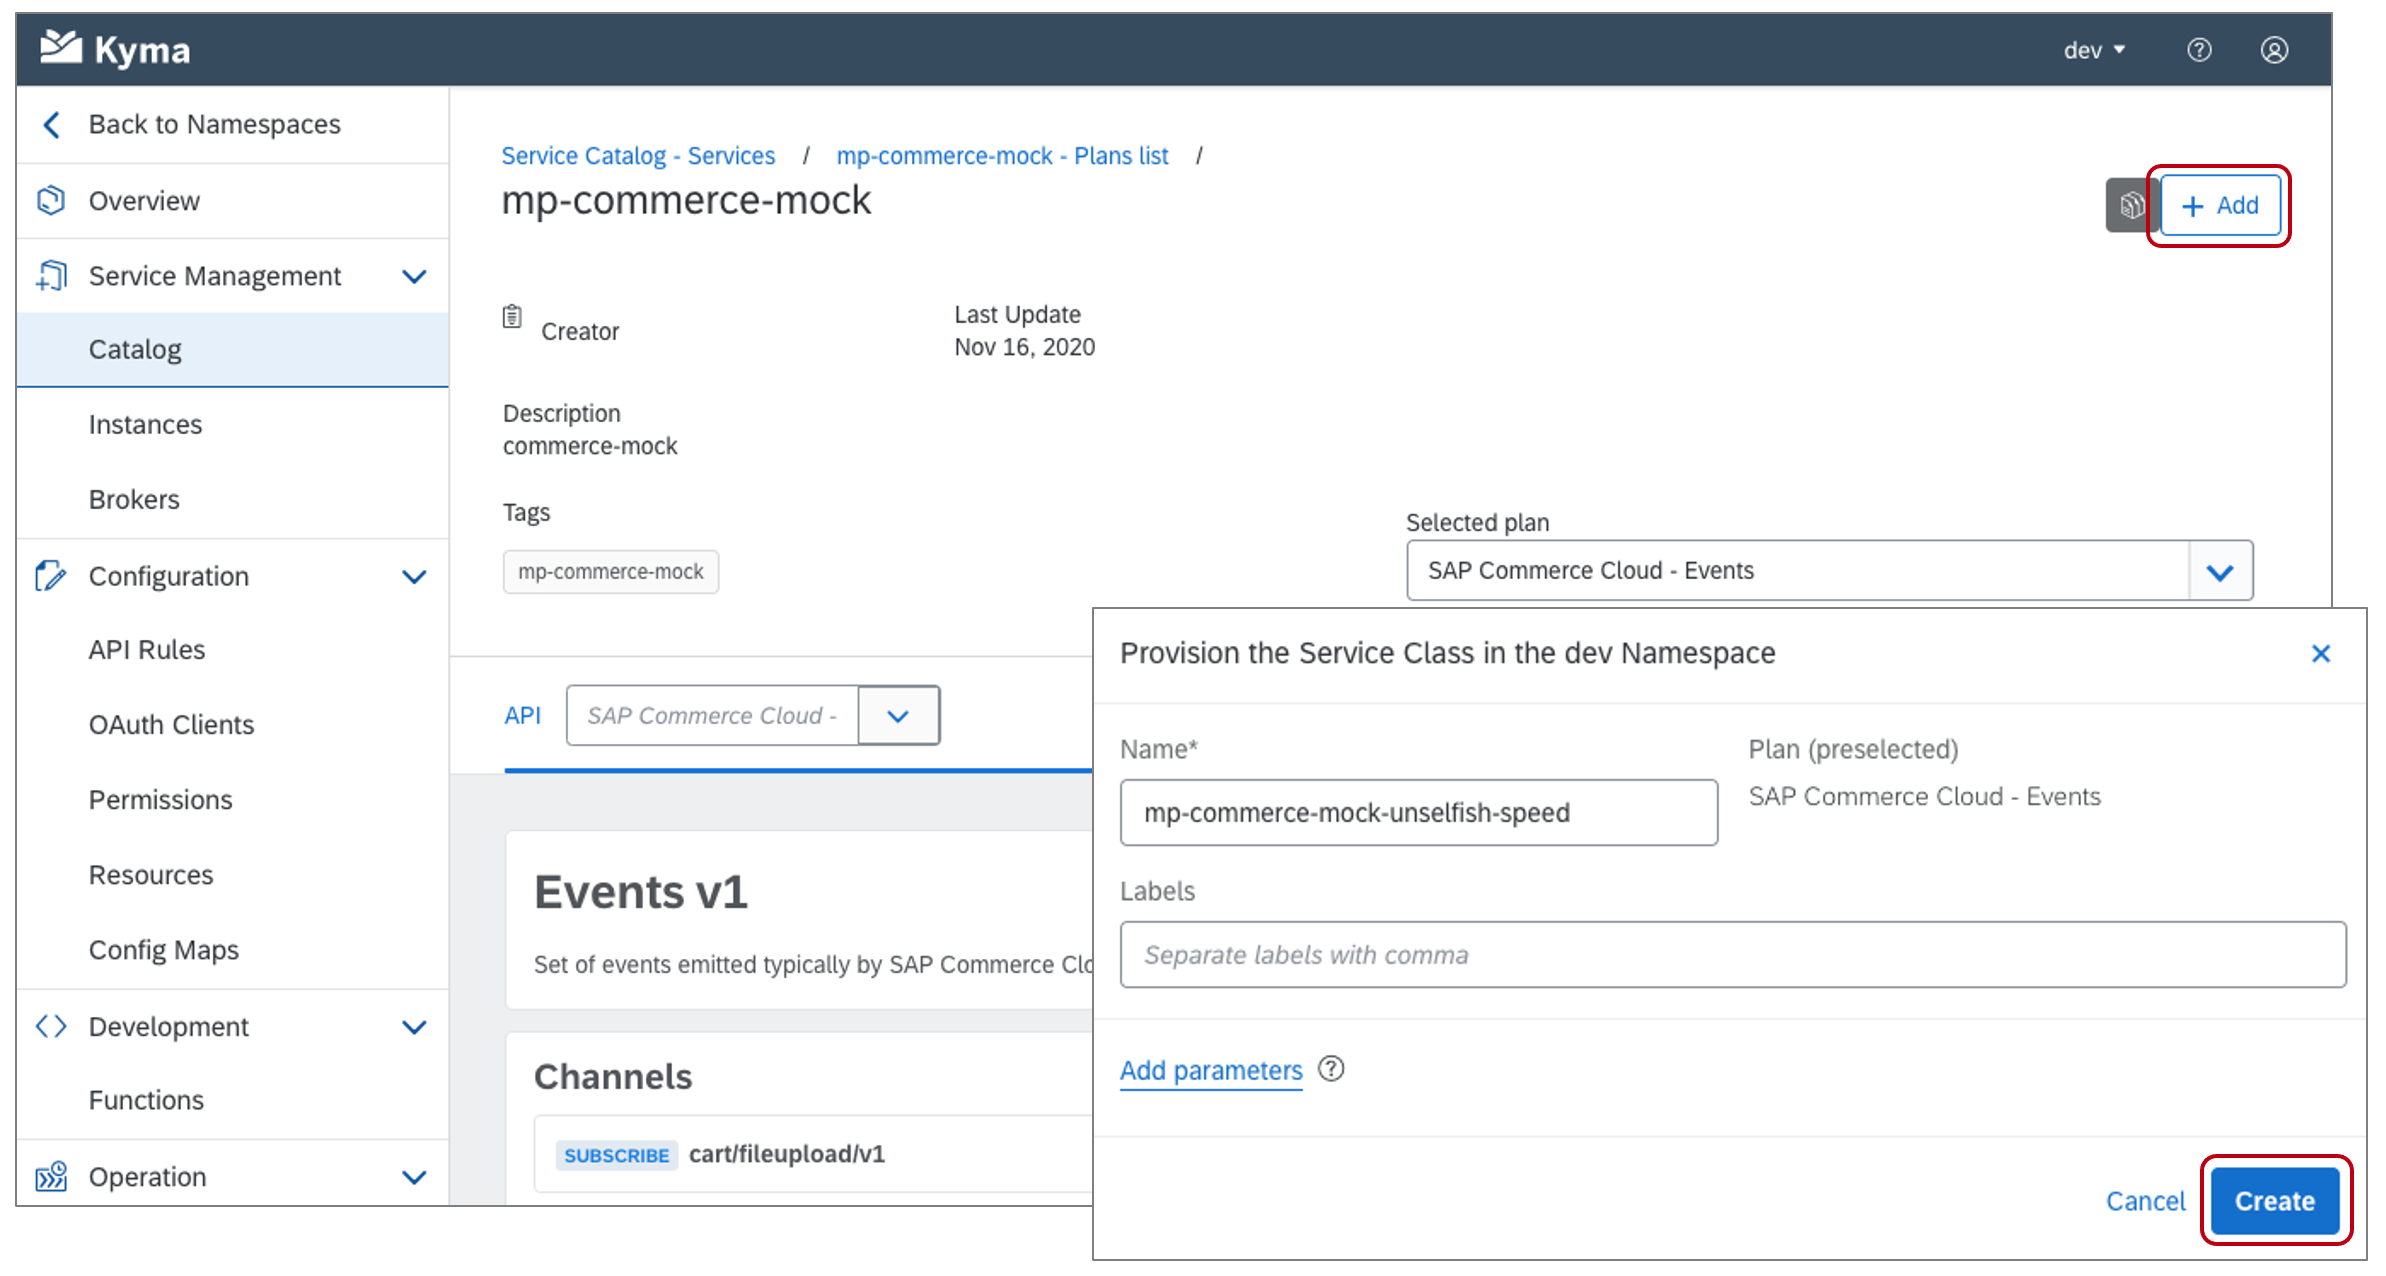 Kyma
dev
Back to Namespaces
Overview
Service Management
Catalog
Instances
Brokers
Configuration
API Rules
OAuth Clients
Permissions
Resources
Config Maps
Development
Functions
Operation
Service Catalog - Services / mp-commerce-mock - Plans list /
mp-commerce-mock
+ Add
Creator
Last Update
Nov 16, 2020
Description
commerce-mock
Tags
mp-commerce-mock
Selected plan
SAP Commerce Cloud - Events
API SAP Commerce Cloud -
Events v1
Set of events emitted typically by SAP Commerce Clo
Channels
SUBSCRIBE cart/fileupload/v1
Provision the Service Class in the dev Namespace
Name*
mp-commerce-mock-unselfish-speed
Plan (preselected)
SAP Commerce Cloud - Events
Labels
Separate labels with comma
Add parameters ?
Cancel Create